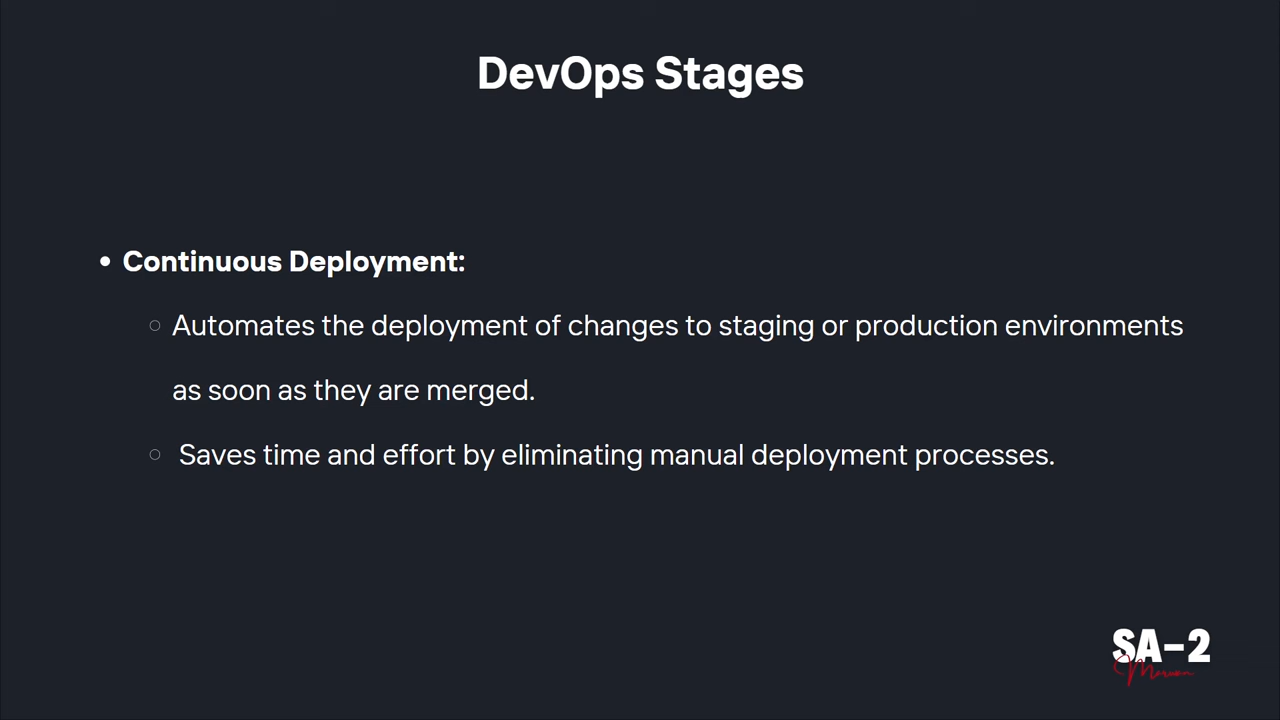 DevOps Stages
• Continuous Deployment:
○ Automates the deployment of changes to staging or production environments
as soon as they are merged.
○ Saves time and effort by eliminating manual deployment processes.
SA-2